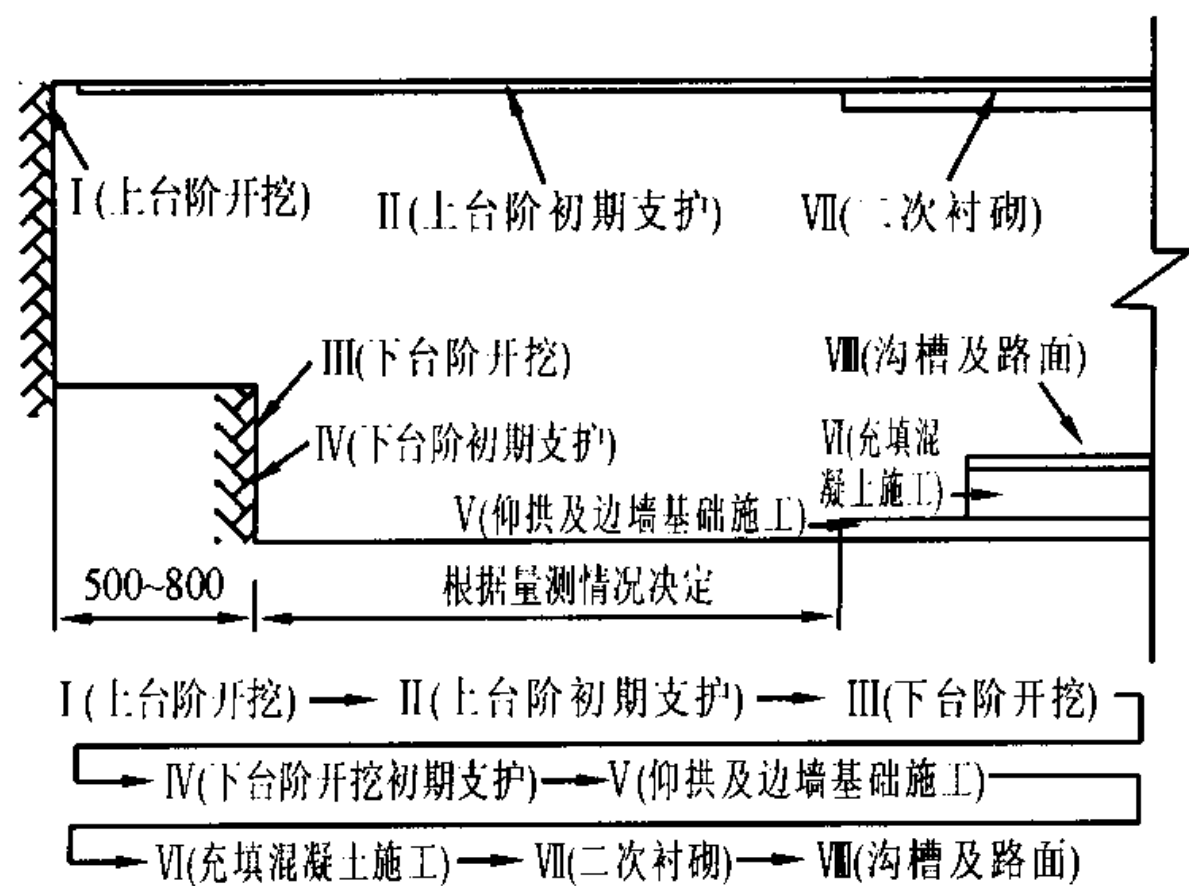 Ⅰ(上台阶开挖)
Ⅱ(上台阶初期支护)
Ⅶ(二次衬砌)
Ⅲ(下台阶开挖)
Ⅷ(沟槽及路面)
Ⅳ(下台阶初期支护)
Ⅵ(充填混
凝土施工)
Ⅴ(仰拱及边墙基础施工)
500~800
根据量测情况决定
Ⅰ(上台阶开挖) → Ⅱ(上台阶初期支护) → Ⅲ(下台阶开挖)
→ Ⅳ(下台阶开挖初期支护) → Ⅴ(仰拱及边墙基础施工)
→ Ⅵ(充填混凝土施工) → Ⅶ(二次衬砌) → Ⅷ(沟槽及路面)